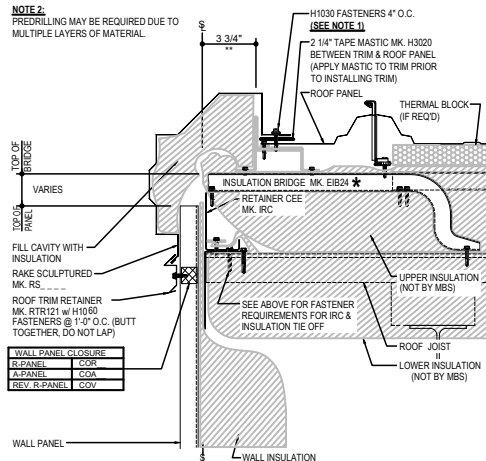 NOTE 2:
PREDRILLING MAY BE REQUIRED DUE TO
MULTIPLE LAYERS OF MATERIAL.
3 3/4"
**
H1030 FASTENERS 4" O.C.
(SEE NOTE 1)
2 1/4" TAPE MASTIC MK. H3020
BETWEEN TRIM & ROOF PANEL
(APPLY MASTIC TO TRIM PRIOR
TO INSTALLING TRIM)
ROOF PANEL
THERMAL BLOCK
(IF REQ'D)
TOP OF
BRIDGE
VARIES
TOP OF
PANEL
INSULATION BRIDGE MK. EIB24 *
RETAINER CEE
MK. IRC
FILL CAVITY WITH
INSULATION
RAKE SCULPTURED
MK. RS_ _ _ _
ROOF TRIM RETAINER
MK. RTR121 w/ H1060
FASTENERS @ 1'-0" O.C. (BUTT
TOGETHER, DO NOT LAP)
SEE ABOVE FOR FASTENER
REQUIREMENTS FOR IRC &
INSULATION TIE OFF
UPPER INSULATION
(NOT BY MBS)
ROOF JOIST
LOWER INSULATION
(NOT BY MBS)
WALL PANEL CLOSURE
R-PANEL COR_
A-PANEL COA_
REV. R-PANEL COV
WALL PANEL
WALL INSULATION